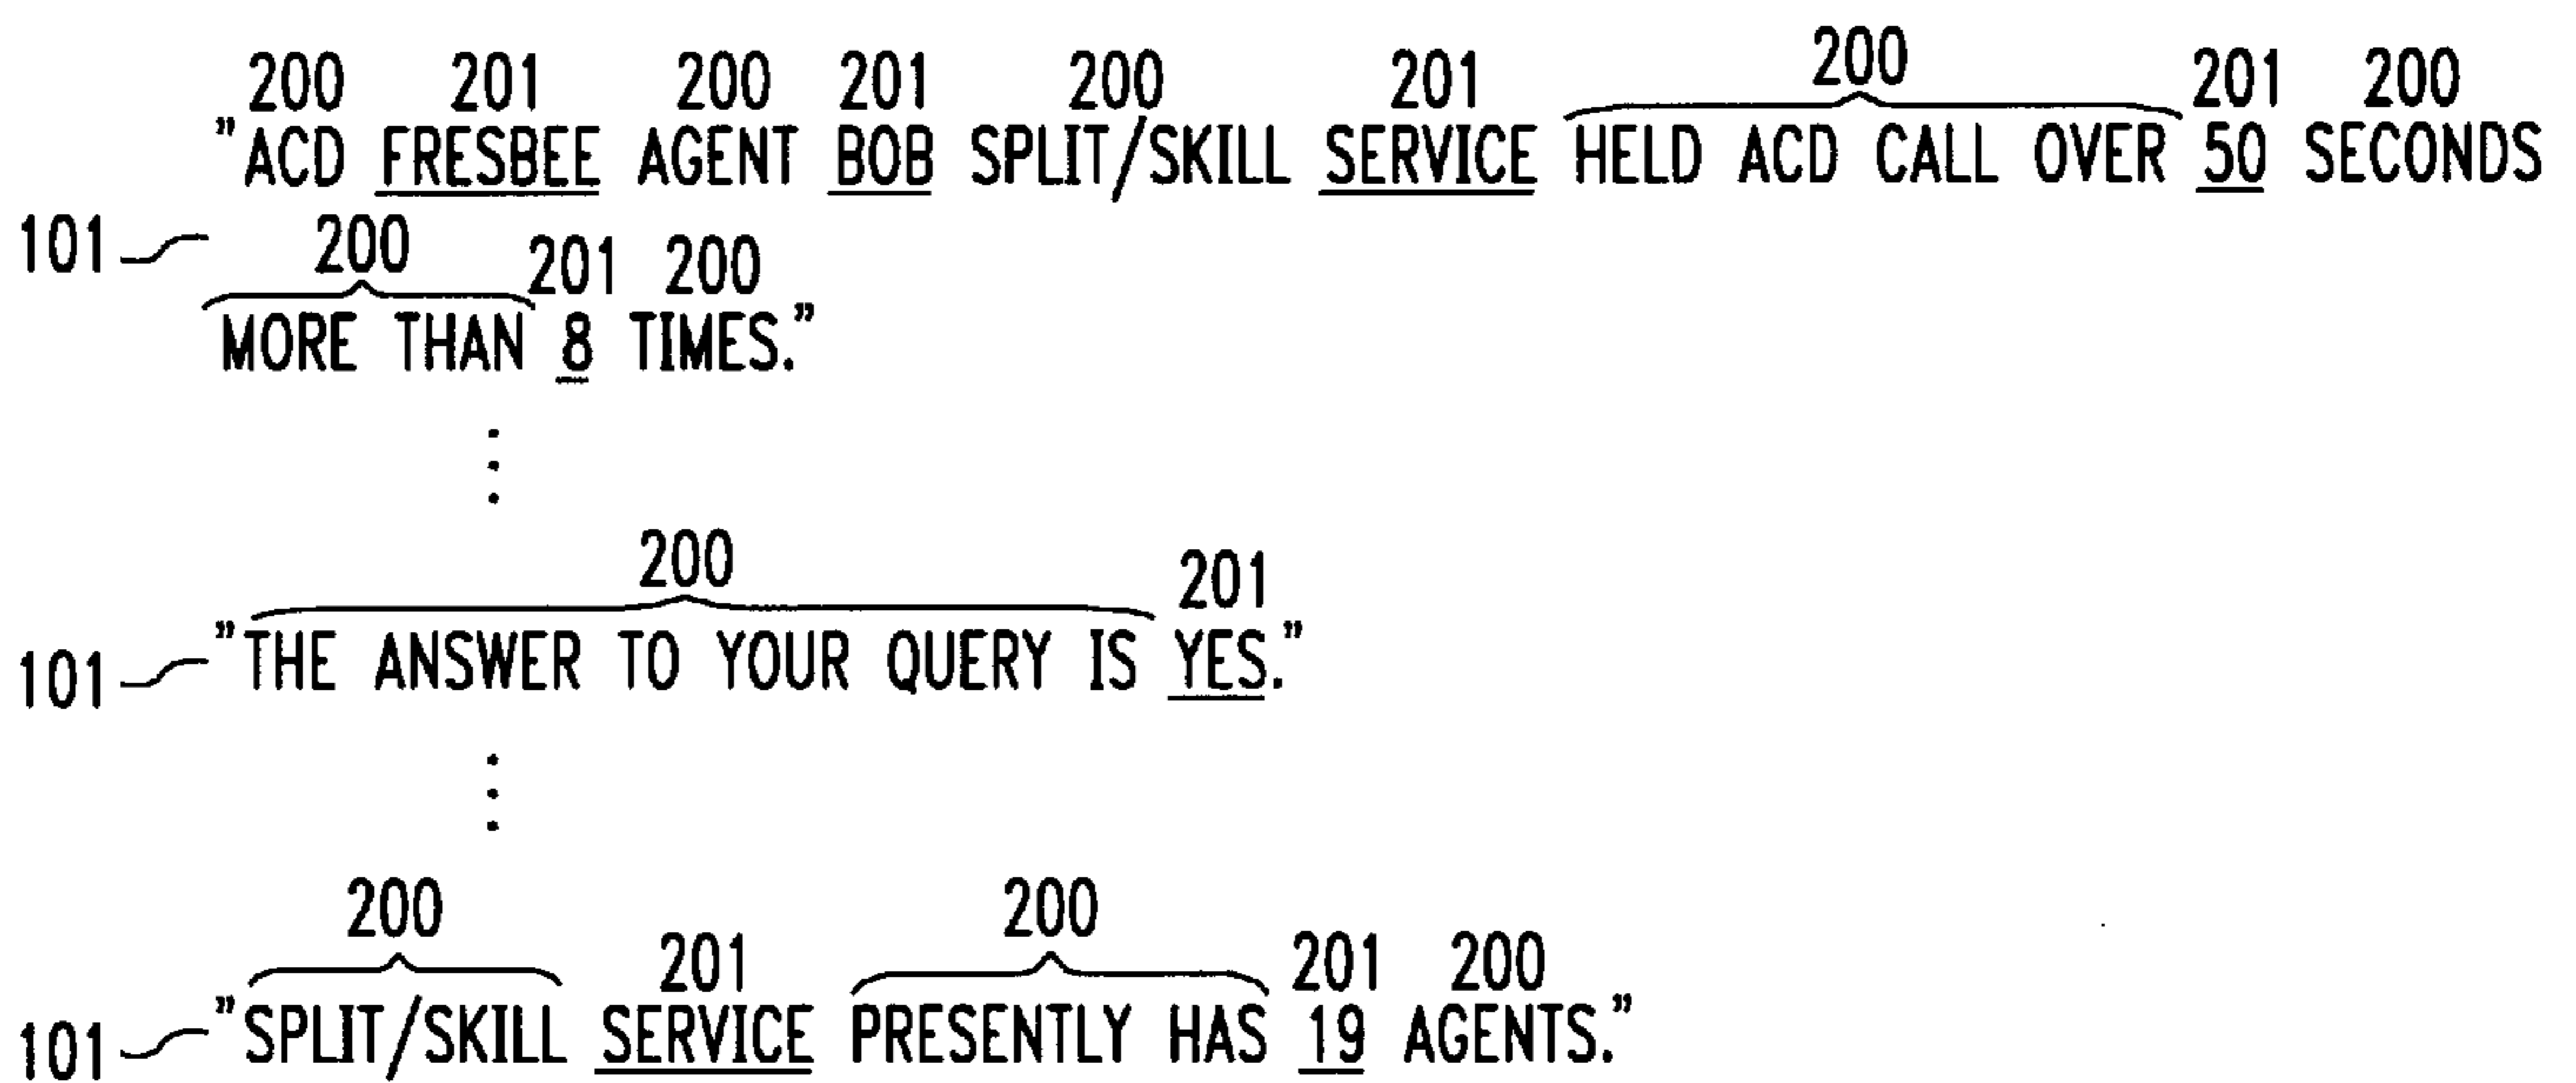 200 201 200 201 200 201 200 201 200
"ACD FRESBEE AGENT BOB SPLIT/SKILL SERVICE HELD ACD CALL OVER 50 SECONDS
101 200 201 200
MORE THAN 8 TIMES."
200 201
101 "THE ANSWER TO YOUR QUERY IS YES."
200 201 200 201 200
101 "SPLIT/SKILL SERVICE PRESENTLY HAS 19 AGENTS."